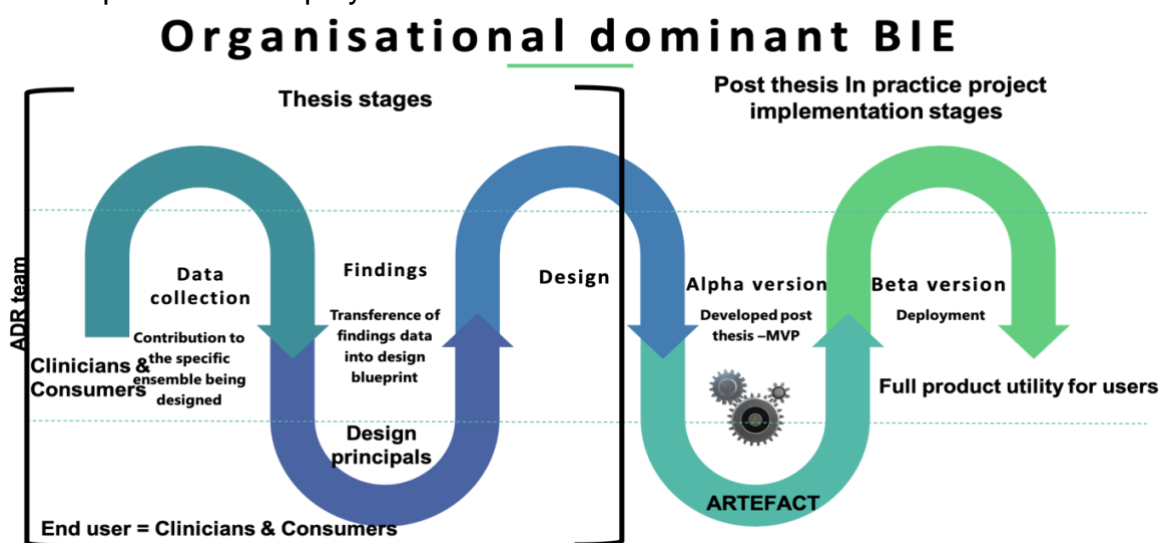 Organisational dominant BIE
Thesis stages
Post thesis In practice project
implementation stages
ADR team
Clinicians &
Consumers
Data
collection
Contribution to
the specific
ensemble being
designed
Findings
Transference of
findings data
into design
blueprint
Design
principals
Design
Alpha version
Developed post
thesis –MVP
ARTEFACT
Beta version
Deployment
Full product utility for users
End user = Clinicians & Consumers